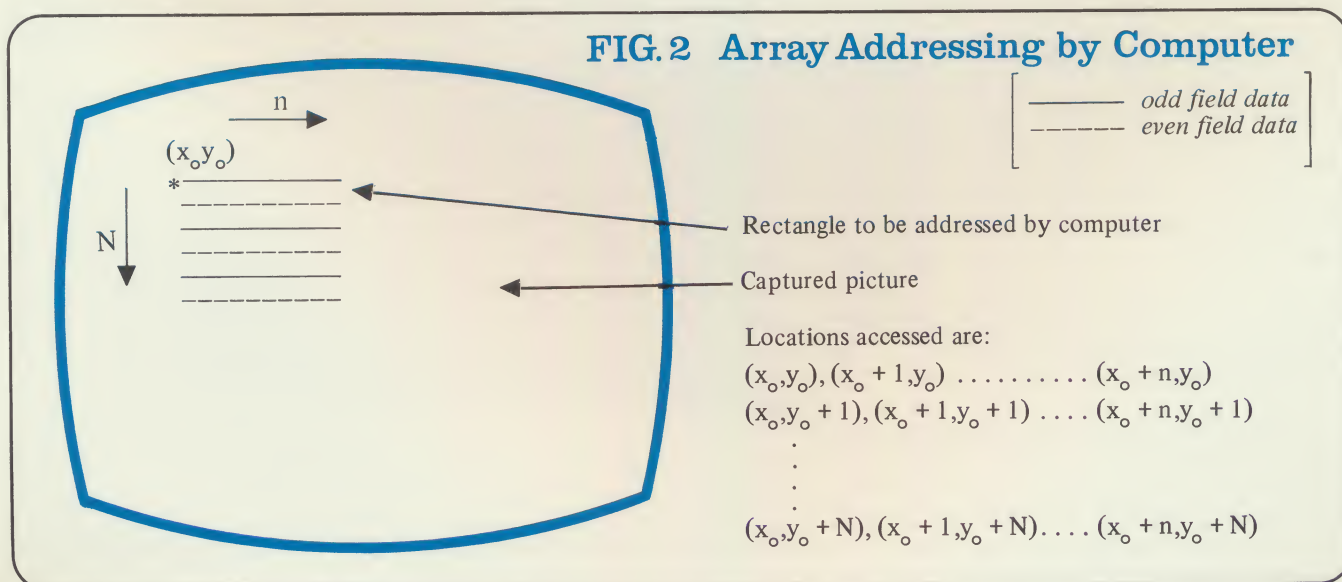 FIG. 2 Array Addressing by Computer
odd field data
even field data
n
(xₒyₒ)
*
N
Rectangle to be addressed by computer
Captured picture
Locations accessed are:
(xₒ,yₒ), (xₒ + 1,yₒ) . . . . . . . . . . (xₒ + n,yₒ)
(xₒ,yₒ + 1), (xₒ + 1,yₒ + 1) . . . . (xₒ + n,yₒ + 1)
.
.
.
.
(xₒ,yₒ + N), (xₒ + 1,yₒ + N) . . . . (xₒ + n,yₒ + N)